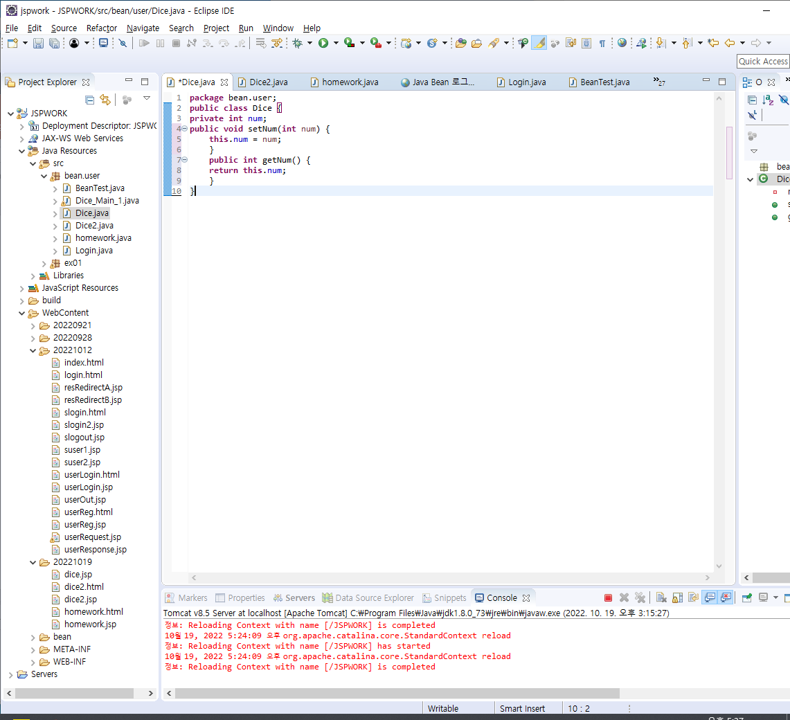 jspwork - JSPWORK/src/bean/user/Dice.java - Eclipse IDE
File Edit Source Refactor Navigate Search Project Run Window Help
Quick Access
Project Explorer
JSPWORK
Deployment Descriptor: JSPWO
JAX-WS Web Services
Java Resources
src
bean.user
BeanTest.java
Dice_Main_1.java
Dice.java
Dice2.java
homework.java
Login.java
ex01
Libraries
JavaScript Resources
build
WebContent
20220921
20220928
20221012
index.html
login.html
resRedirectA.jsp
resRedirectB.jsp
slogin.html
slogin2.jsp
slogout.jsp
suser1.jsp
suser2.jsp
userLogin.html
userLogin.jsp
userOut.jsp
userReg.html
userReg.jsp
userRequest.jsp
userResponse.jsp
20221019
dice.jsp
dice2.html
dice2.jsp
homework.html
homework.jsp
bean
META-INF
WEB-INF
Servers
*Dice.java Dice2.java homework.java Java Bean 로그... Login.java BeanTest.java »27
1 package bean.user;
2 public class Dice {
3 private int num;
4 public void setNum(int num) {
5 this.num = num;
6 }
7 public int getNum() {
8 return this.num;
9 }
10 }
O
bea
Dic
Markers Properties Servers Data Source Explorer Snippets Console
Tomcat v8.5 Server at localhost [Apache Tomcat] C:\Program Files\Java\jdk1.8.0_73\jre\bin\javaw.exe (2022. 10. 19. 오후 3:15:27)
정보: Reloading Context with name [/JSPWORK] is completed
10월 19, 2022 5:24:09 오후 org.apache.catalina.core.StandardContext reload
정보: Reloading Context with name [/JSPWORK] has started
10월 19, 2022 5:24:09 오후 org.apache.catalina.core.StandardContext reload
정보: Reloading Context with name [/JSPWORK] is completed
Writable Smart Insert 10 : 2